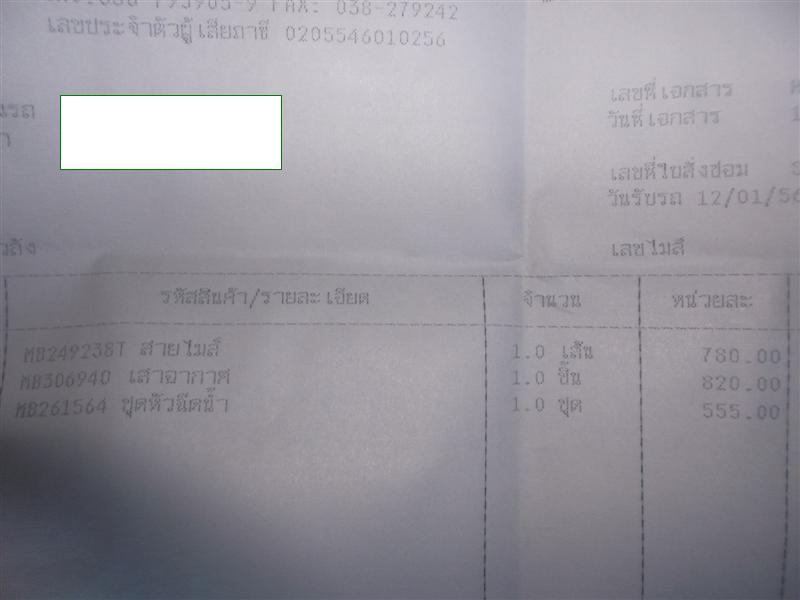 FAX: 038-279242
เลขประจำตัวผู้เสียภาษี 0205546010256
เลขที่เอกสาร
วันที่เอกสาร
เลขที่ใบสั่งซ่อม
วันรับรถ 12/01/56
เลขไมล์
รหัสสินค้า/รายละเอียด จำนวน หน่วยละ
MB249238T สายไมล์ 1.0 เส้น 780.00
MB306940 เสาอากาศ 1.0 ชิ้น 820.00
MB261564 ชุดหัวฉีดน้ำ 1.0 ชุด 555.00